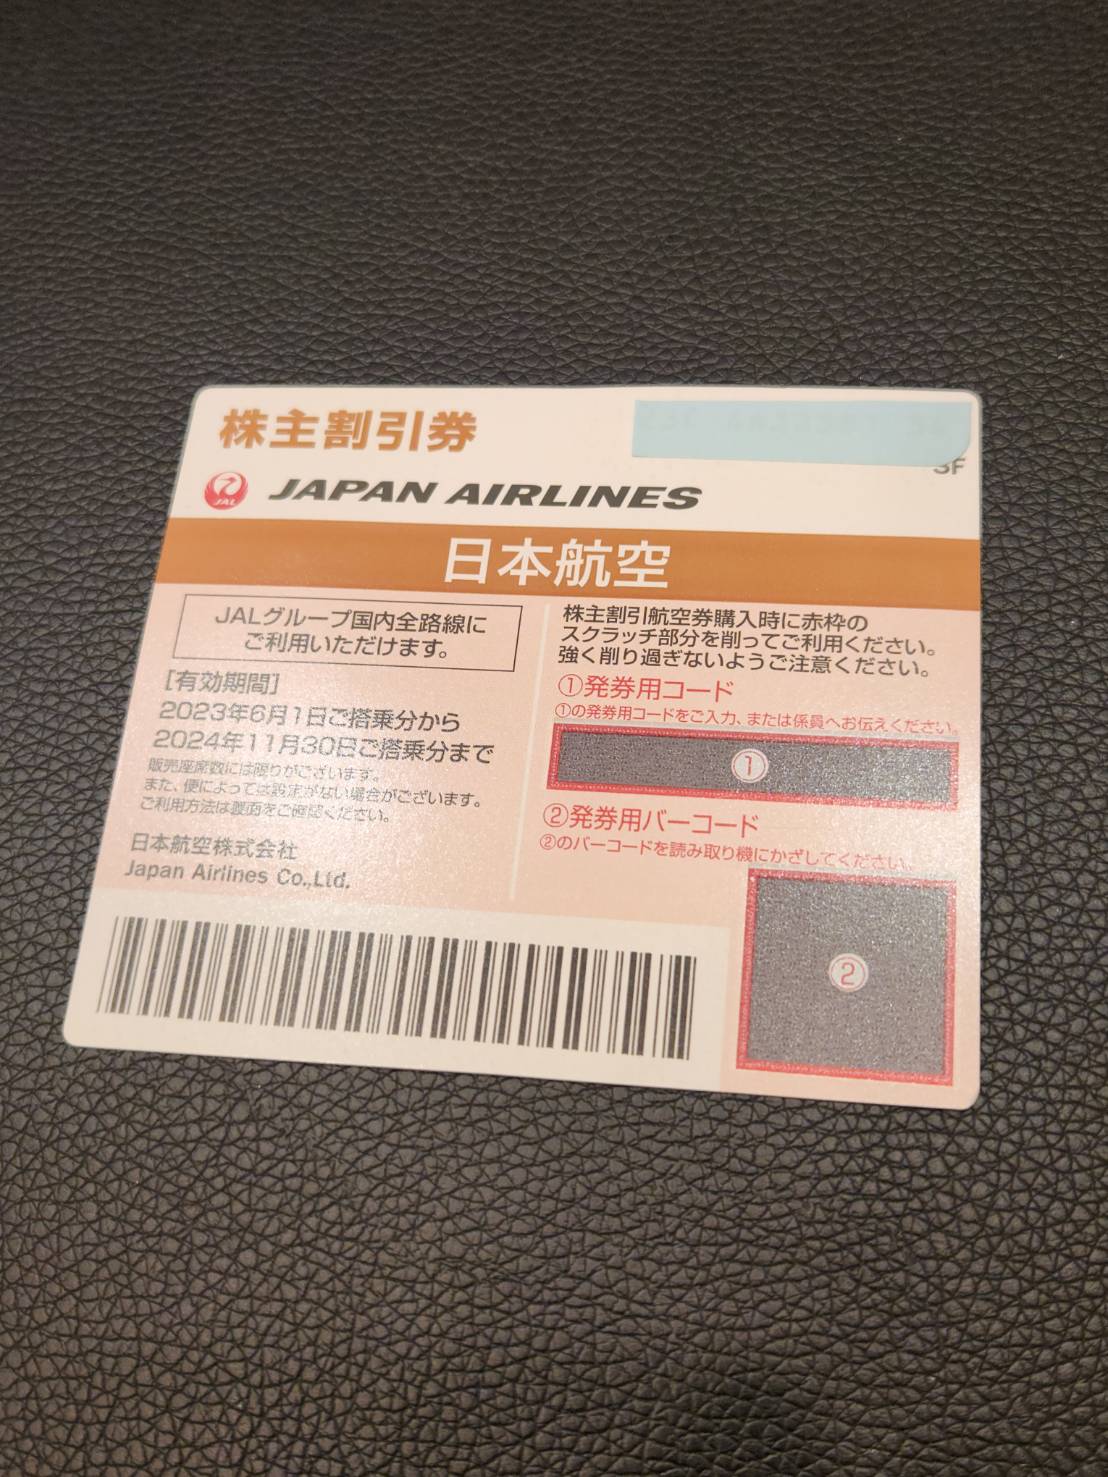 株主割引券
3F
JAL
JAPAN AIRLINES
日本航空
JALグループ国内全路線に
ご利用いただけます。
[有効期間]
2023年6月1日ご搭乗分から
2024年11月30日ご搭乗分まで
販売座席数には限りがございます。
また、便によっては設定がない場合がございます。
ご利用方法は裏面をご確認ください。
日本航空株式会社
Japan Airlines Co.,Ltd.
株主割引航空券購入時に赤枠の
スクラッチ部分を削ってご利用ください。
強く削り過ぎないようご注意ください。
①発券用コード
①の発券用コードをご入力、または係員へお伝えください。
①
②発券用バーコード
②のバーコードを読み取り機にかざしてください。
②